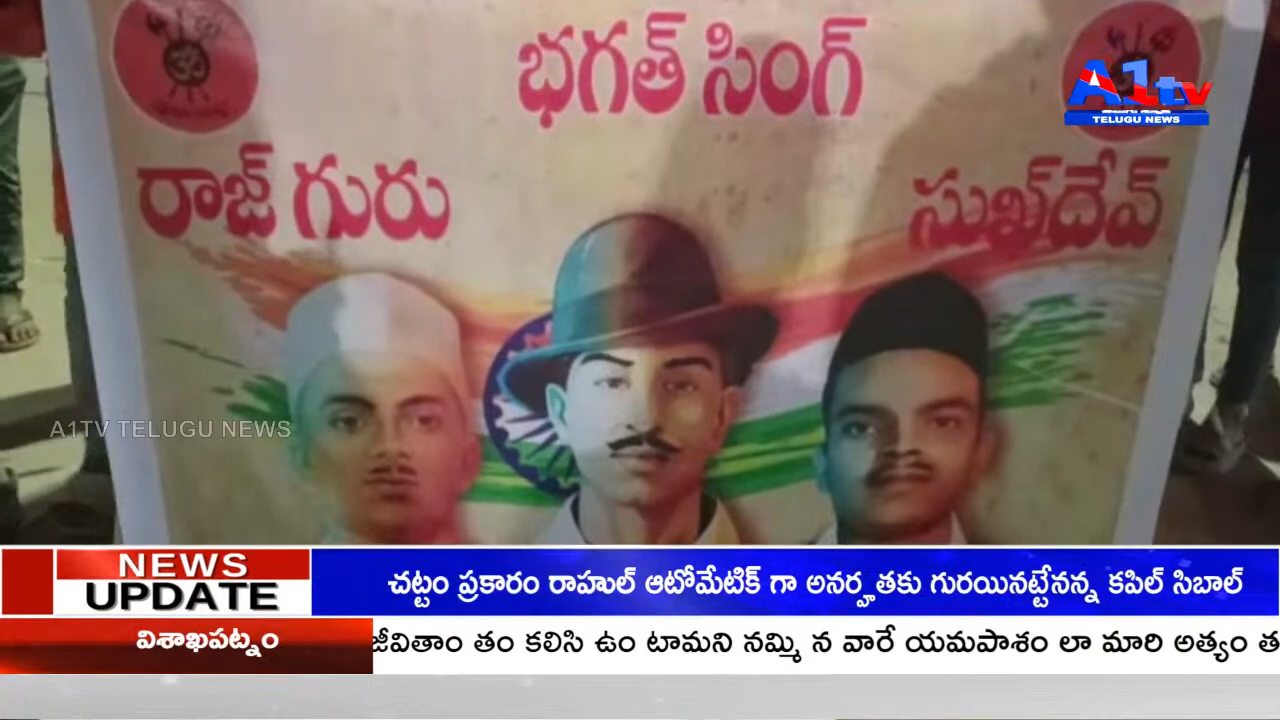 భగత్ సింగ్
A1tv
TELUGU NEWS
రాజ్ గురు
సుఖ్‌దేవ్
A1TV TELUGU NEWS
NEWS
UPDATE
చట్టం ప్రకారం రాహుల్ ఆటోమేటిక్ గా అనర్హతకు గురయినట్టేనన్న కపిల్ సిబాల్
విశాఖపట్నం
జీవితాం తం కలిసి ఉం టామని నమ్మి న వారే యమపాశం లా మారి అత్యం త